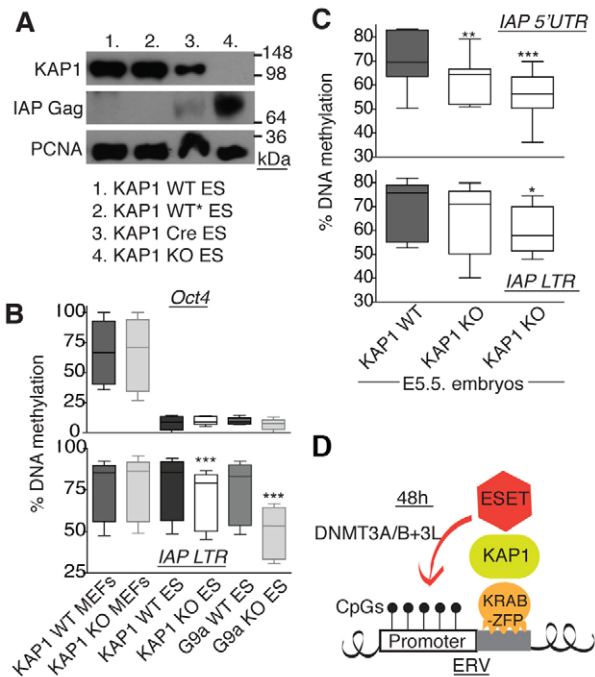 A
1. 2. 3. 4.
KAP1
148
98
IAP Gag
64
PCNA
36
kDa
1. KAP1 WT ES
2. KAP1 WT* ES
3. KAP1 Cre ES
4. KAP1 KO ES
B
Oct4
% DNA methylation
100
75
50
25
0
100
75
50
25
***
***
IAP LTR
KAP1 WT MEFs
KAP1 KO MEFs
KAP1 WT ES
KAP1 KO ES
G9a WT ES
G9a KO ES
C
IAP 5'UTR
% DNA methylation
80
70
60
50
40
30
**
***
80
70
60
50
40
30
*
IAP LTR
KAP1 WT
KAP1 KO
KAP1 KO
E5.5. embryos
D
48h
ESET
DNMT3A/B+3L
KAP1
KRAB
-ZFP
CpGs
Promoter
ERV